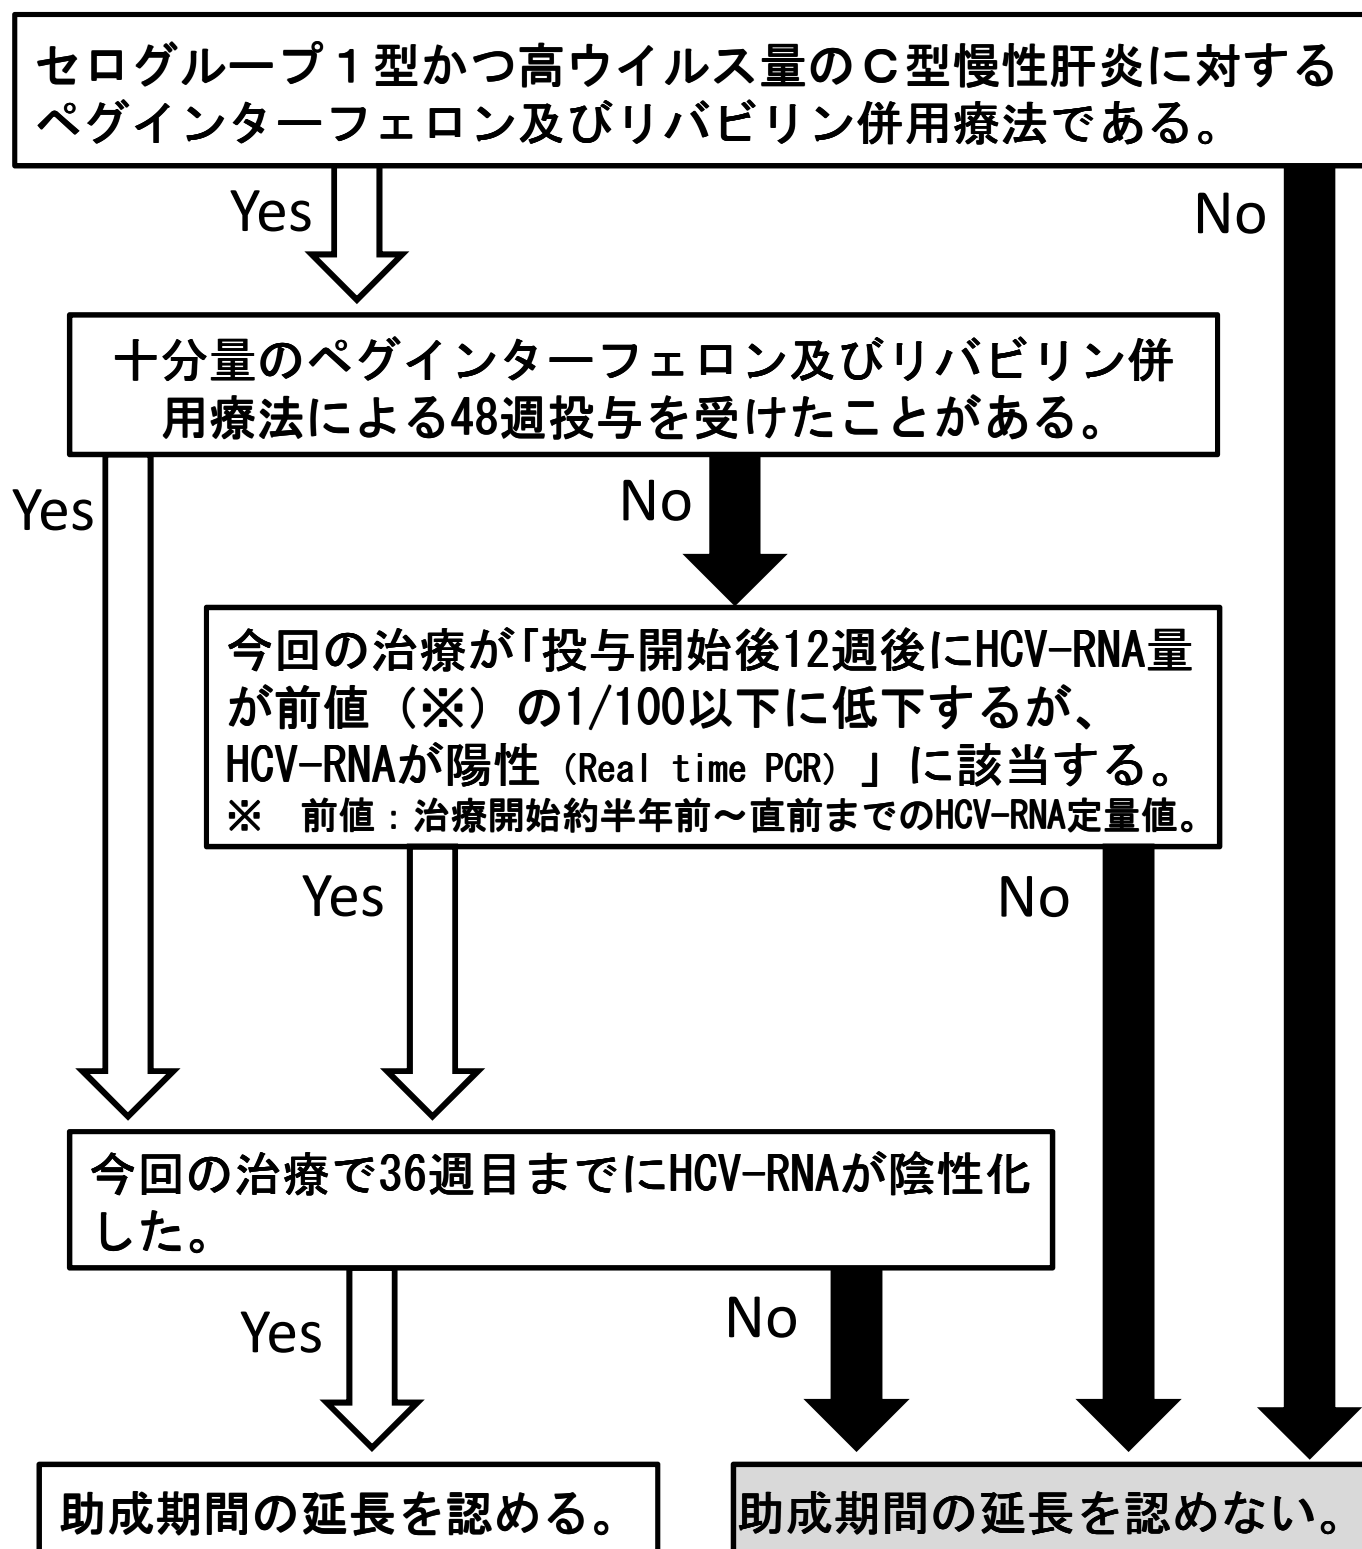 セログループ１型かつ高ウイルス量のＣ型慢性肝炎に対する
ペグインターフェロン及びリバビリン併用療法である。
Yes
No
十分量のペグインターフェロン及びリバビリン併
用療法による48週投与を受けたことがある。
Yes
No
今回の治療が「投与開始後12週後にHCV-RNA量
が前値（※）の1/100以下に低下するが、
HCV-RNAが陽性（Real time PCR）」に該当する。
※　前値：治療開始約半年前～直前までのHCV-RNA定量値。
Yes
No
今回の治療で36週目までにHCV-RNAが陰性化
した。
Yes
No
助成期間の延長を認める。
助成期間の延長を認めない。